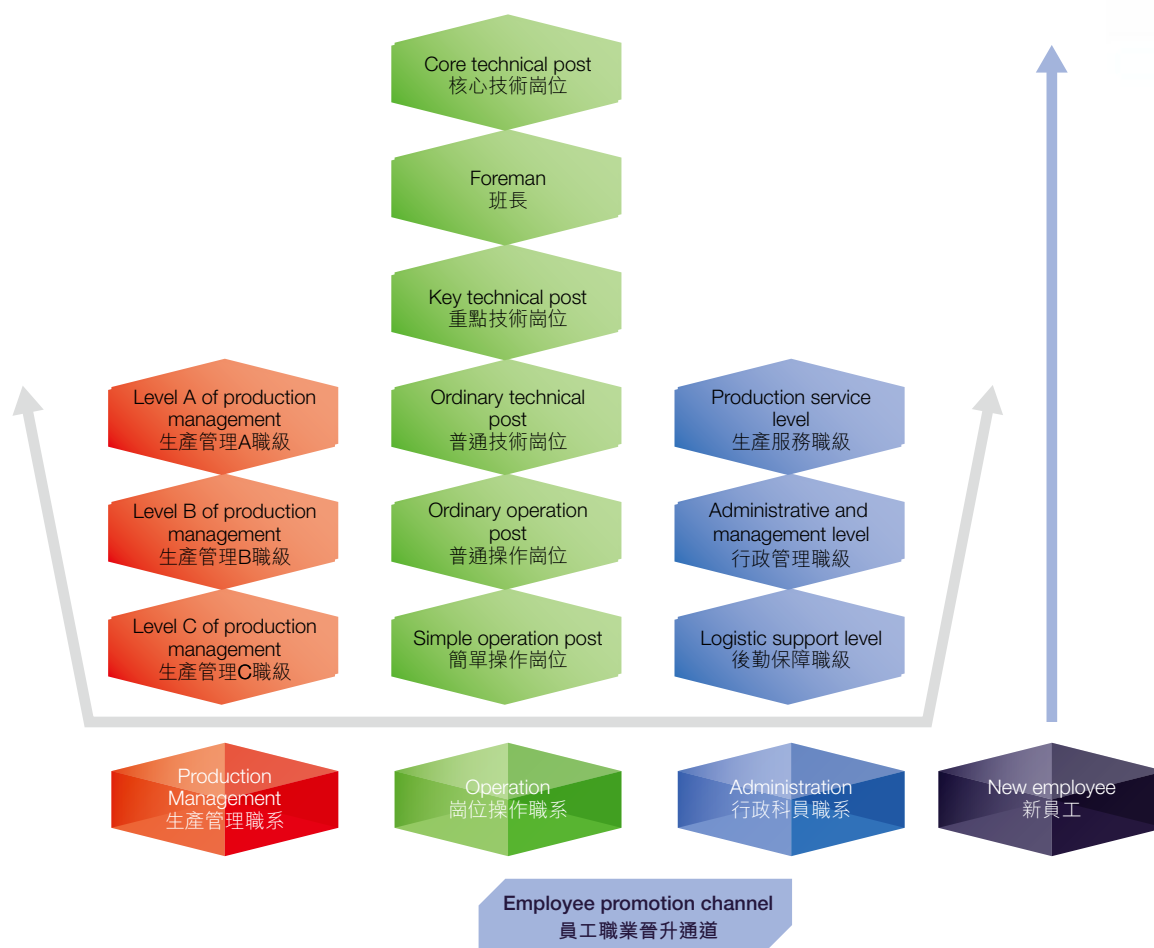 Core technical post
核心技術崗位
Foreman
班長
Key technical post
重點技術崗位
Level A of production
management
生產管理A職級
Ordinary technical
post
普通技術崗位
Production service
level
生產服務職級
Level B of production
management
生產管理B職級
Ordinary operation
post
普通操作崗位
Administrative and
management level
行政管理職級
Level C of production
management
生產管理C職級
Simple operation post
簡單操作崗位
Logistic support level
後勤保障職級
Production
Management
生產管理職系
Operation
崗位操作職系
Administration
行政科員職系
New employee
新員工
Employee promotion channel
員工職業晉升通道